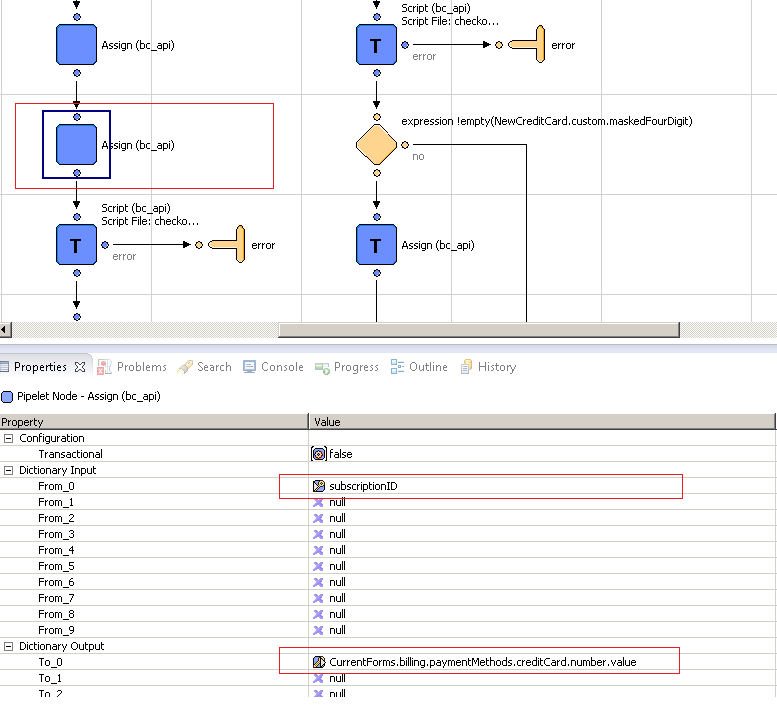 Script (bc_api)
Script File: checko...
Assign (bc_api)
T
error
error
Assign (bc_api)
expression !empty(NewCreditCard.custom.maskedFourDigit)
no
Script (bc_api)
Script File: checko...
T
error
error
T
Assign (bc_api)
Properties
Problems
Search
Console
Progress
Outline
History
Pipelet Node - Assign (bc_api)
Property Value
Configuration
Transactional false
Dictionary Input
From_0 subscriptionID
From_1 null
From_2 null
From_3 null
From_4 null
From_5 null
From_6 null
From_7 null
From_8 null
From_9 null
Dictionary Output
To_0 CurrentForms.billing.paymentMethods.creditCard.number.value
To_1 null
To_2 null